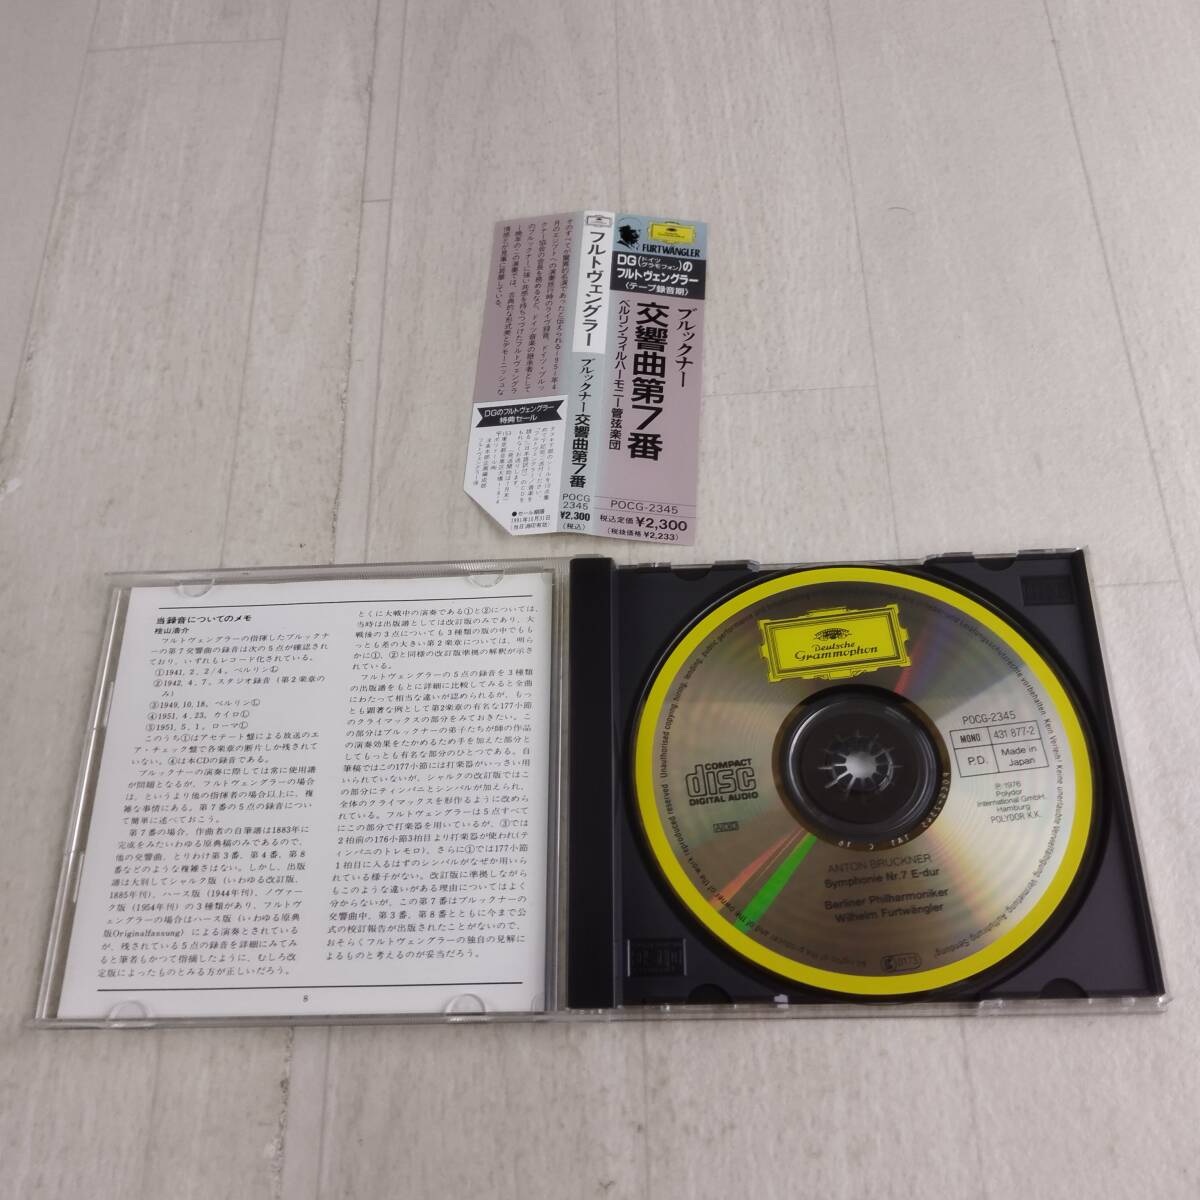 FURTWÄNGLER
DG(ドイツグラモフォン)の
フルトヴェングラー
〈テープ録音期〉
ブルックナー
交響曲第7番
ベルリン・フィルハーモニー管弦楽団
POCG-2345
税込定価 ¥2,300
(税抜価格 ¥2,233)
フルトヴェングラー
ブルックナー 交響曲第7番
POCG
2345
¥2,300
(税込)
DGのフルトヴェングラー
特典セール
●セール期限
1991年10月31日
(当日消印有効)
当録音についてのメモ
桧山浩介
フルトヴェングラーの指揮したブルックナ
ーの第7交響曲の録音は次の5点が確認され
ており、いずれもレコード化されている。
①1941, 2, 2/4, ベルリンⓁ
②1942, 4, 7, スタジオ録音 (第2楽章の
み)
③1949, 10, 18, ベルリンⓁ
④1951, 4, 23, カイロⓁ
⑤1951, 5, 1, ローマⓁ
このうち①はアセテート盤による放送のエ
ア・チェック盤で各楽章の断片しか残されて
いない。④は本CDの録音である。
ブルックナーの演奏に際しては常に使用譜
が問題となるが、フルトヴェングラーの場合
は、というより他の指揮者の場合以上に、複
雑な事情にある。第7番の5点の録音につい
て簡単に述べておこう。
第7番の場合、作曲者の自筆譜は1883年に
完成をみたいわゆる原典稿のみであるので、
他の交響曲、とりわけ第3番、第4番、第8
番などのような複雑さはない。しかし、出版
譜は大別してシャルク版 (いわゆる改訂版、
1885年刊)、ハース版 (1944年刊)、ノヴァー
ク版 (1954年刊) の3種類があり、フルトヴ
ェングラーの場合はハース版 (いわゆる原典
版Originalfassung) による演奏とされている
が、残されている5点の録音を詳細にみてみ
ると筆者もかつて指摘したように、むしろ改
定版によったものとみる方が正しいだろう。
とくに大戦中の演奏である①と②については、
当時は出版譜としては改訂版のみであり、大
戦後の3点についても3種類の版の中でもも
っとも差の大きい第2楽章については、明ら
かに①、②と同様の改訂版準拠の解釈が示さ
れている。
フルトヴェングラーの5点の録音を3種類
の出版譜をもとに詳細に比較してみると全曲
にわたって相当な違いが認められるが、もっ
とも顕著な例として第2楽章の有名な177小節
のクライマックスの部分をみておきたい。こ
の部分はブルックナーの弟子たちが師の作品
の演奏効果をたかめるため手を加えた部分と
してもっとも有名な部分のひとつである。自
筆稿ではこの177小節には打楽器がいっさい用
いられていないが、シャルクの改訂版ではこ
の部分にティンパニとシンバルが加えられ、
全体のクライマックスを形作るように改めら
れている。フルトヴェングラーは5点すべて
にこの部分で打楽器を用いているが、③では
2拍前の176小節3拍目より打楽器が使われ(テ
ィンパニのトレモロ)、さらに①では177小節
1拍目に入るはずのシンバルがなぜか用いら
れている様子がない。改訂版に準拠しながら
もこのような違いがある理由についてはよく
分からないが、この第7番はブルックナーの
交響曲中、第3番、第8番とともに今まで公
式の校訂報告が出版されたことがないので、
おそらくフルトヴェングラーの独自の見解に
よるものと考えるのが妥当だろう。
8
Deutsche
Grammophon
POCG-2345
MONO
431 877-2
P.D.
Made in
Japan
COMPACT
disc
DIGITAL AUDIO
ADD
Ⓟ 1976
Polydor
International GmbH,
Hamburg
POLYDOR K.K.
ANTON BRUCKNER
Symphonie Nr.7 E-dur
Berliner Philharmoniker
Wilhelm Furtwängler